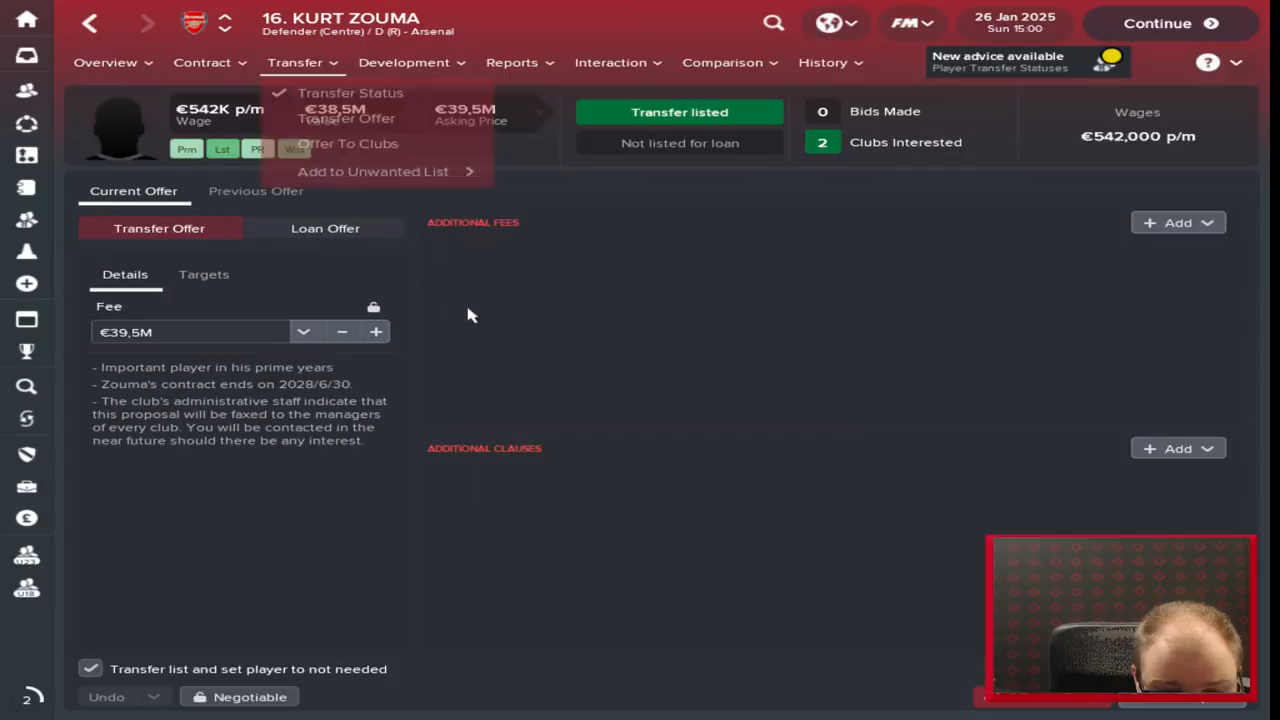 16. KURT ZOUMA
Defender (Centre) / D (R) - Arsenal
FM
26 Jan 2025
Sun 15:00
Continue
Overview
Contract
Transfer
Development
Reports
Interaction
Comparison
History
New advice available
Player Transfer Statuses
?
Transfer Status
Transfer Offer
Offer To Clubs
Add to Unwanted List
€542K p/m
Wage
€38,5M
€39,5M
Asking Price
Prm
Lst
PR
Transfer listed
Not listed for loan
0 Bids Made
2 Clubs Interested
Wages
€542,000 p/m
Current Offer
Previous Offer
Transfer Offer
Loan Offer
ADDITIONAL FEES
+ Add
Details
Targets
Fee
€39,5M
- Important player in his prime years
- Zouma's contract ends on 2028/6/30.
- The club's administrative staff indicate that
this proposal will be faxed to the managers
of every club. You will be contacted in the
near future should there be any interest.
ADDITIONAL CLAUSES
+ Add
U23
U18
Transfer list and set player to not needed
Undo
Negotiable
2